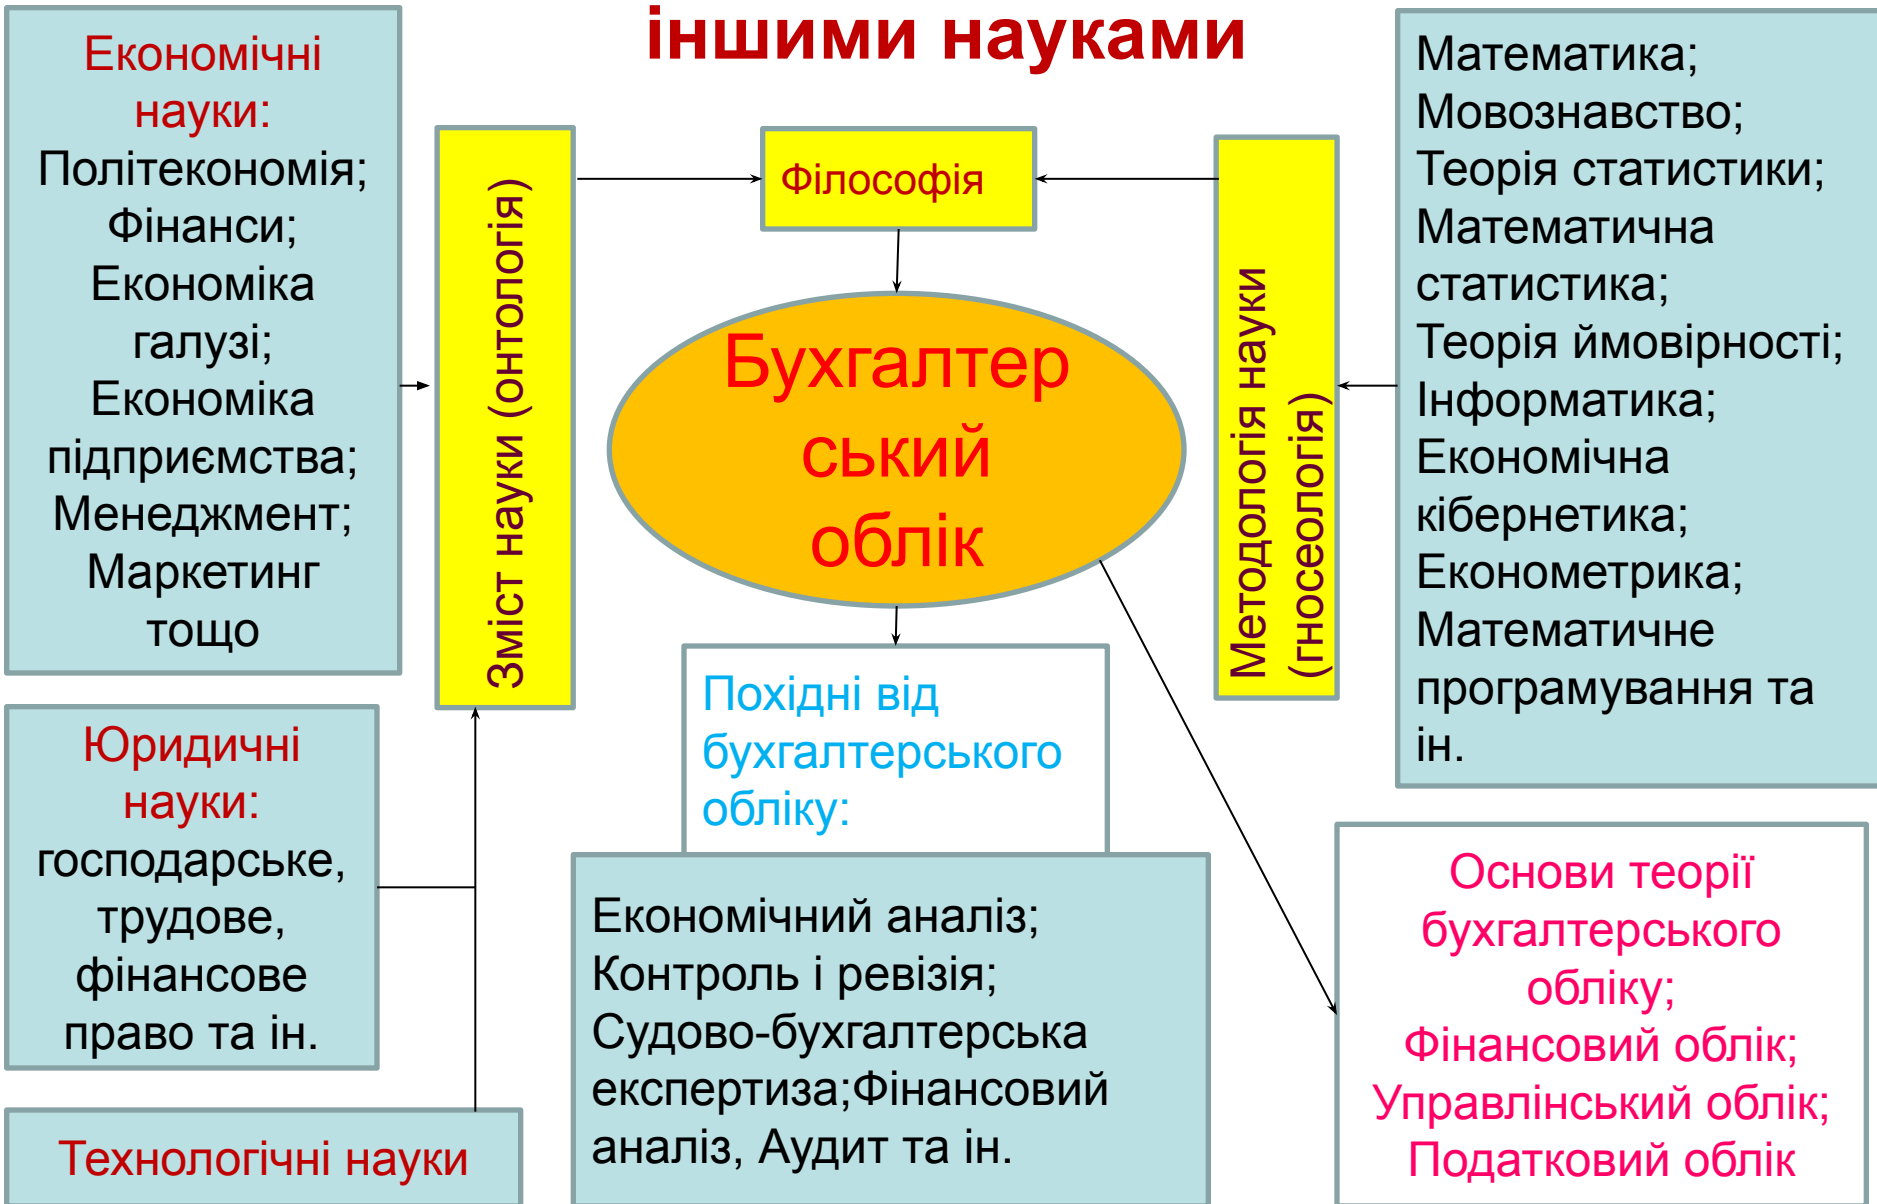 іншими науками
Економічні
науки:
Політекономія;
Фінанси;
Економіка
галузі;
Економіка
підприємства;
Менеджмент;
Маркетинг
тощо
Юридичні
науки:
господарське,
трудове,
фінансове
право та ін.
Технологічні науки
Зміст науки (онтологія)
Філософія
Бухгалтер
ський
облік
Похідні від
бухгалтерського
обліку:
Економічний аналіз;
Контроль і ревізія;
Судово-бухгалтерська
експертиза;Фінансовий
аналіз, Аудит та ін.
Методологія науки
(гносеологія)
Математика;
Мовознавство;
Теорія статистики;
Математична
статистика;
Теорія ймовірності;
Інформатика;
Економічна
кібернетика;
Економетрика;
Математичне
програмування та
ін.
Основи теорії
бухгалтерського
обліку;
Фінансовий облік;
Управлінський облік;
Податковий облік